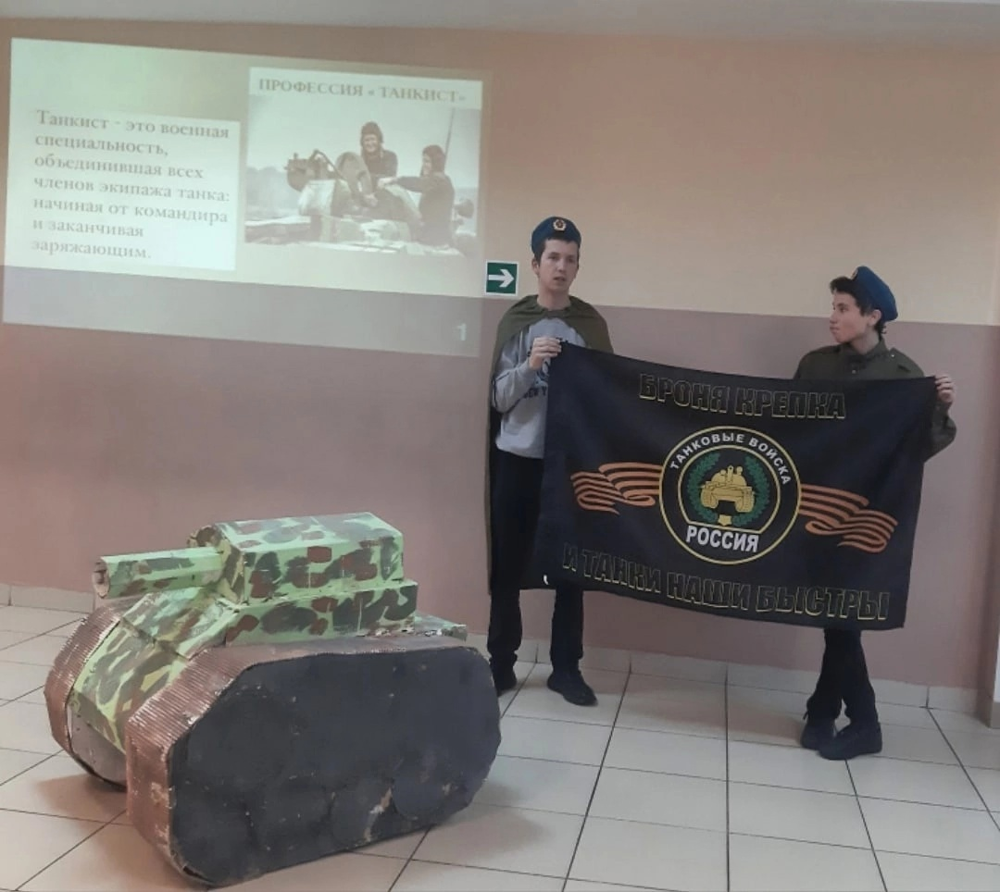 ПРОФЕССИЯ « ТАНКИСТ»
Танкист - это военная
специальность,
объединившая всех
членов экипажа танка:
начиная от командира
и заканчивая
заряжающим.
1
БРОНЯ КРЕПКА
ТАНКОВЫЕ ВОЙСКА
РОССИЯ
И ТАНКИ НАШИ БЫСТРЫ